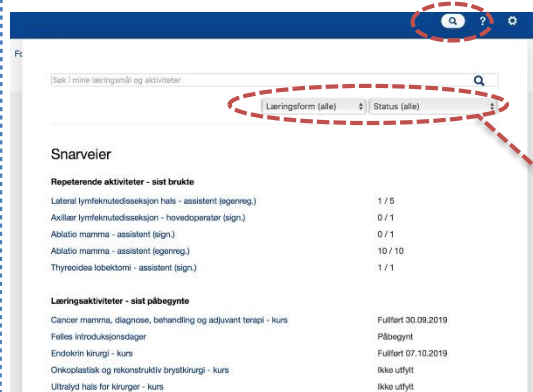 ?
Fo
Søk i mine læringsmål og aktiviteter
Læringsform (alle) Status (alle)
Snarveier
Repeterende aktiviteter - sist brukte
Lateral lymfeknutedisseksjon hals - assistent (egenreg.) 1 / 5
Axillær lymfeknutedisseksjon - hovedoperatør (sign.) 0 / 1
Ablatio mamma - assistent (sign.) 0 / 1
Ablatio mamma - assistent (egenreg.) 10 / 10
Thyreoidea lobektomi - assistent (sign.) 1 / 1
Læringsaktiviteter - sist påbegynte
Cancer mamma, diagnose, behandling og adjuvant terapi - kurs Fullført 30.09.2019
Felles introduksjonsdager Påbegynt
Endokrin kirurgi - kurs Fullført 07.10.2019
Onkoplastisk og rekonstruktiv brystkirurgi - kurs Ikke utfylt
Ultralyd hals for kirurger - kurs Ikke utfylt